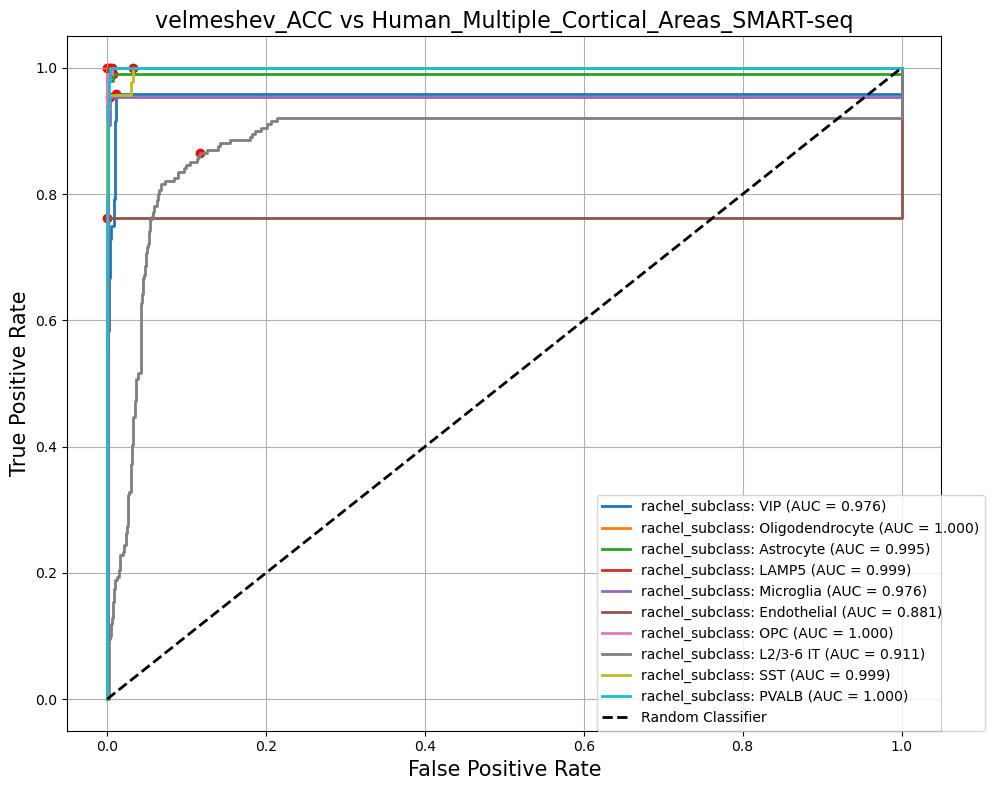 velmeshev_ACC vs Human_Multiple_Cortical_Areas_SMART-seq
True Positive Rate
1.0
0.8
0.6
0.4
0.2
0.0
0.0 0.2 0.4 0.6 0.8 1.0
False Positive Rate
rachel_subclass: VIP (AUC = 0.976)
rachel_subclass: Oligodendrocyte (AUC = 1.000)
rachel_subclass: Astrocyte (AUC = 0.995)
rachel_subclass: LAMP5 (AUC = 0.999)
rachel_subclass: Microglia (AUC = 0.976)
rachel_subclass: Endothelial (AUC = 0.881)
rachel_subclass: OPC (AUC = 1.000)
rachel_subclass: L2/3-6 IT (AUC = 0.911)
rachel_subclass: SST (AUC = 0.999)
rachel_subclass: PVALB (AUC = 1.000)
Random Classifier